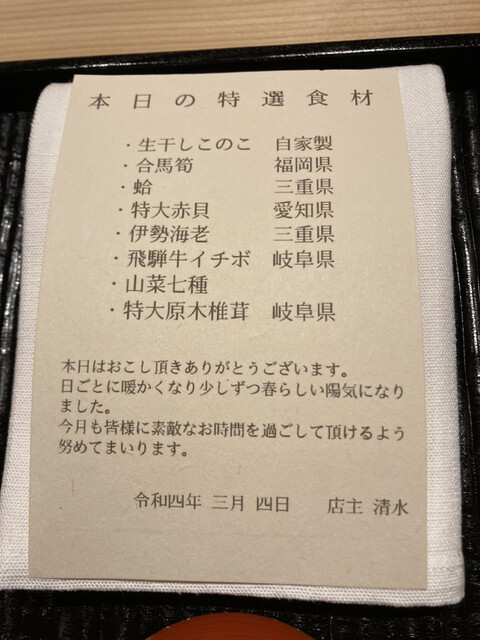 本日の特選食材
・生干しこのこ 自家製
・合馬筍 福岡県
・蛤 三重県
・特大赤貝 愛知県
・伊勢海老 三重県
・飛騨牛イチボ 岐阜県
・山菜七種
・特大原木椎茸 岐阜県
本日はおこし頂きありがとうございます。
日ごとに暖かくなり少しずつ春らしい陽気になり
ました。
今月も皆様に素敵なお時間を過ごして頂けるよう
努めてまいります。
令和四年 三月 四日 店主 清水